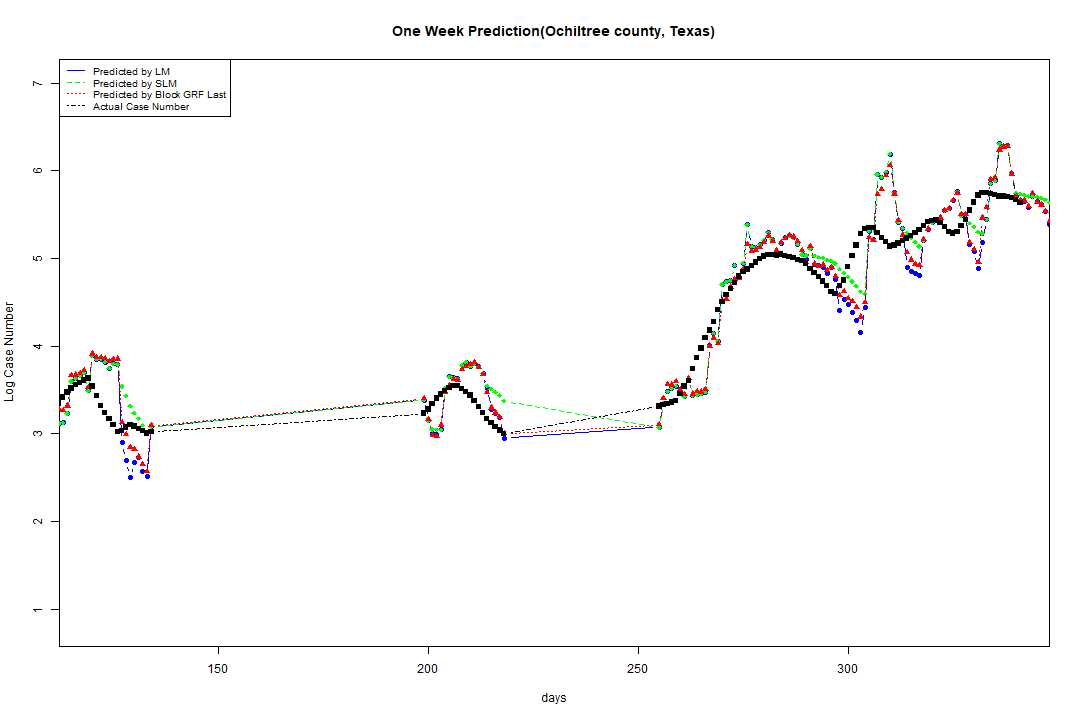 One Week Prediction(Ochiltree county, Texas)
Predicted by LM
Predicted by SLM
Predicted by Block GRF Last
Actual Case Number
7
6
5
4
3
2
1
Log Case Number
150 200 250 300
days